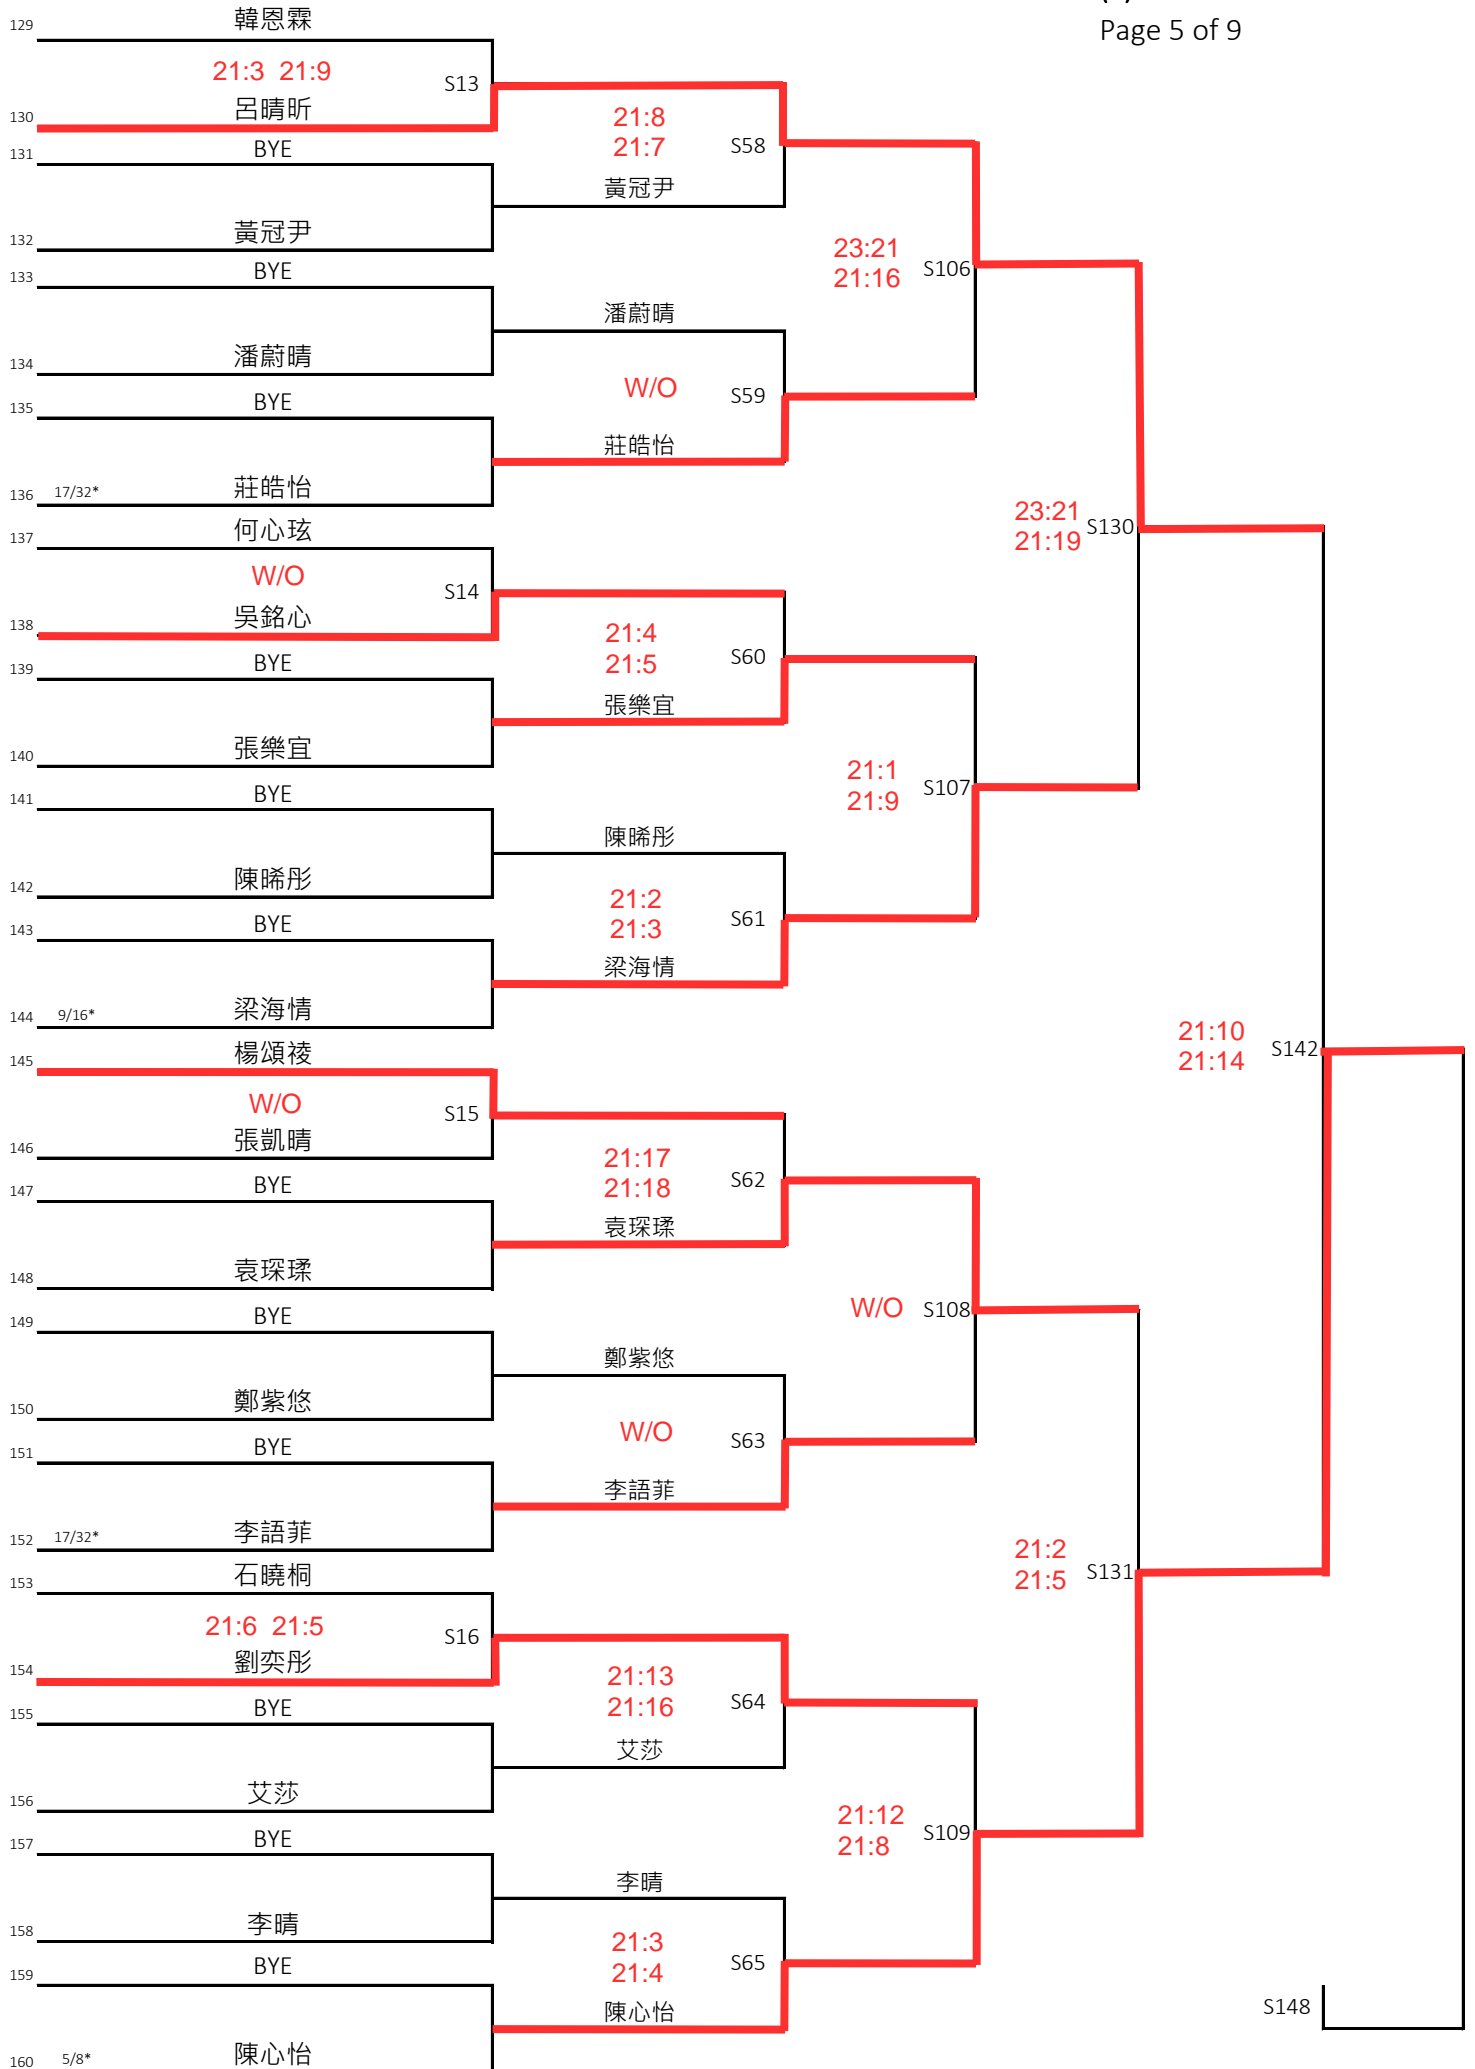 Page 5 of 9
129 韓恩霖
21:3 21:9 S13
130 呂晴昕
21:8
21:7 S58
131 BYE
黃冠尹
132 黃冠尹
23:21
21:16 S106
133 BYE
潘蔚晴
134 潘蔚晴
W/O S59
135 BYE
莊皓怡
136 17/32* 莊皓怡
23:21
21:19 S130
137 何心玹
W/O S14
138 吳銘心
21:4
21:5 S60
139 BYE
張樂宜
140 張樂宜
21:1
21:9 S107
141 BYE
陳晞彤
142 陳晞彤
21:2
21:3 S61
143 BYE
梁海情
144 9/16* 梁海情
21:10
21:14 S142
145 楊頌祾
W/O S15
146 張凱晴
21:17
21:18 S62
147 BYE
袁琛瑈
148 袁琛瑈
W/O S108
149 BYE
鄭紫悠
150 鄭紫悠
W/O S63
151 BYE
李語菲
152 17/32* 李語菲
21:2
21:5 S131
153 石曉桐
21:6 21:5 S16
154 劉奕彤
21:13
21:16 S64
155 BYE
艾莎
156 艾莎
21:12
21:8 S109
157 BYE
李晴
158 李晴
21:3
21:4 S65
159 BYE
陳心怡
S148
160 5/8* 陳心怡